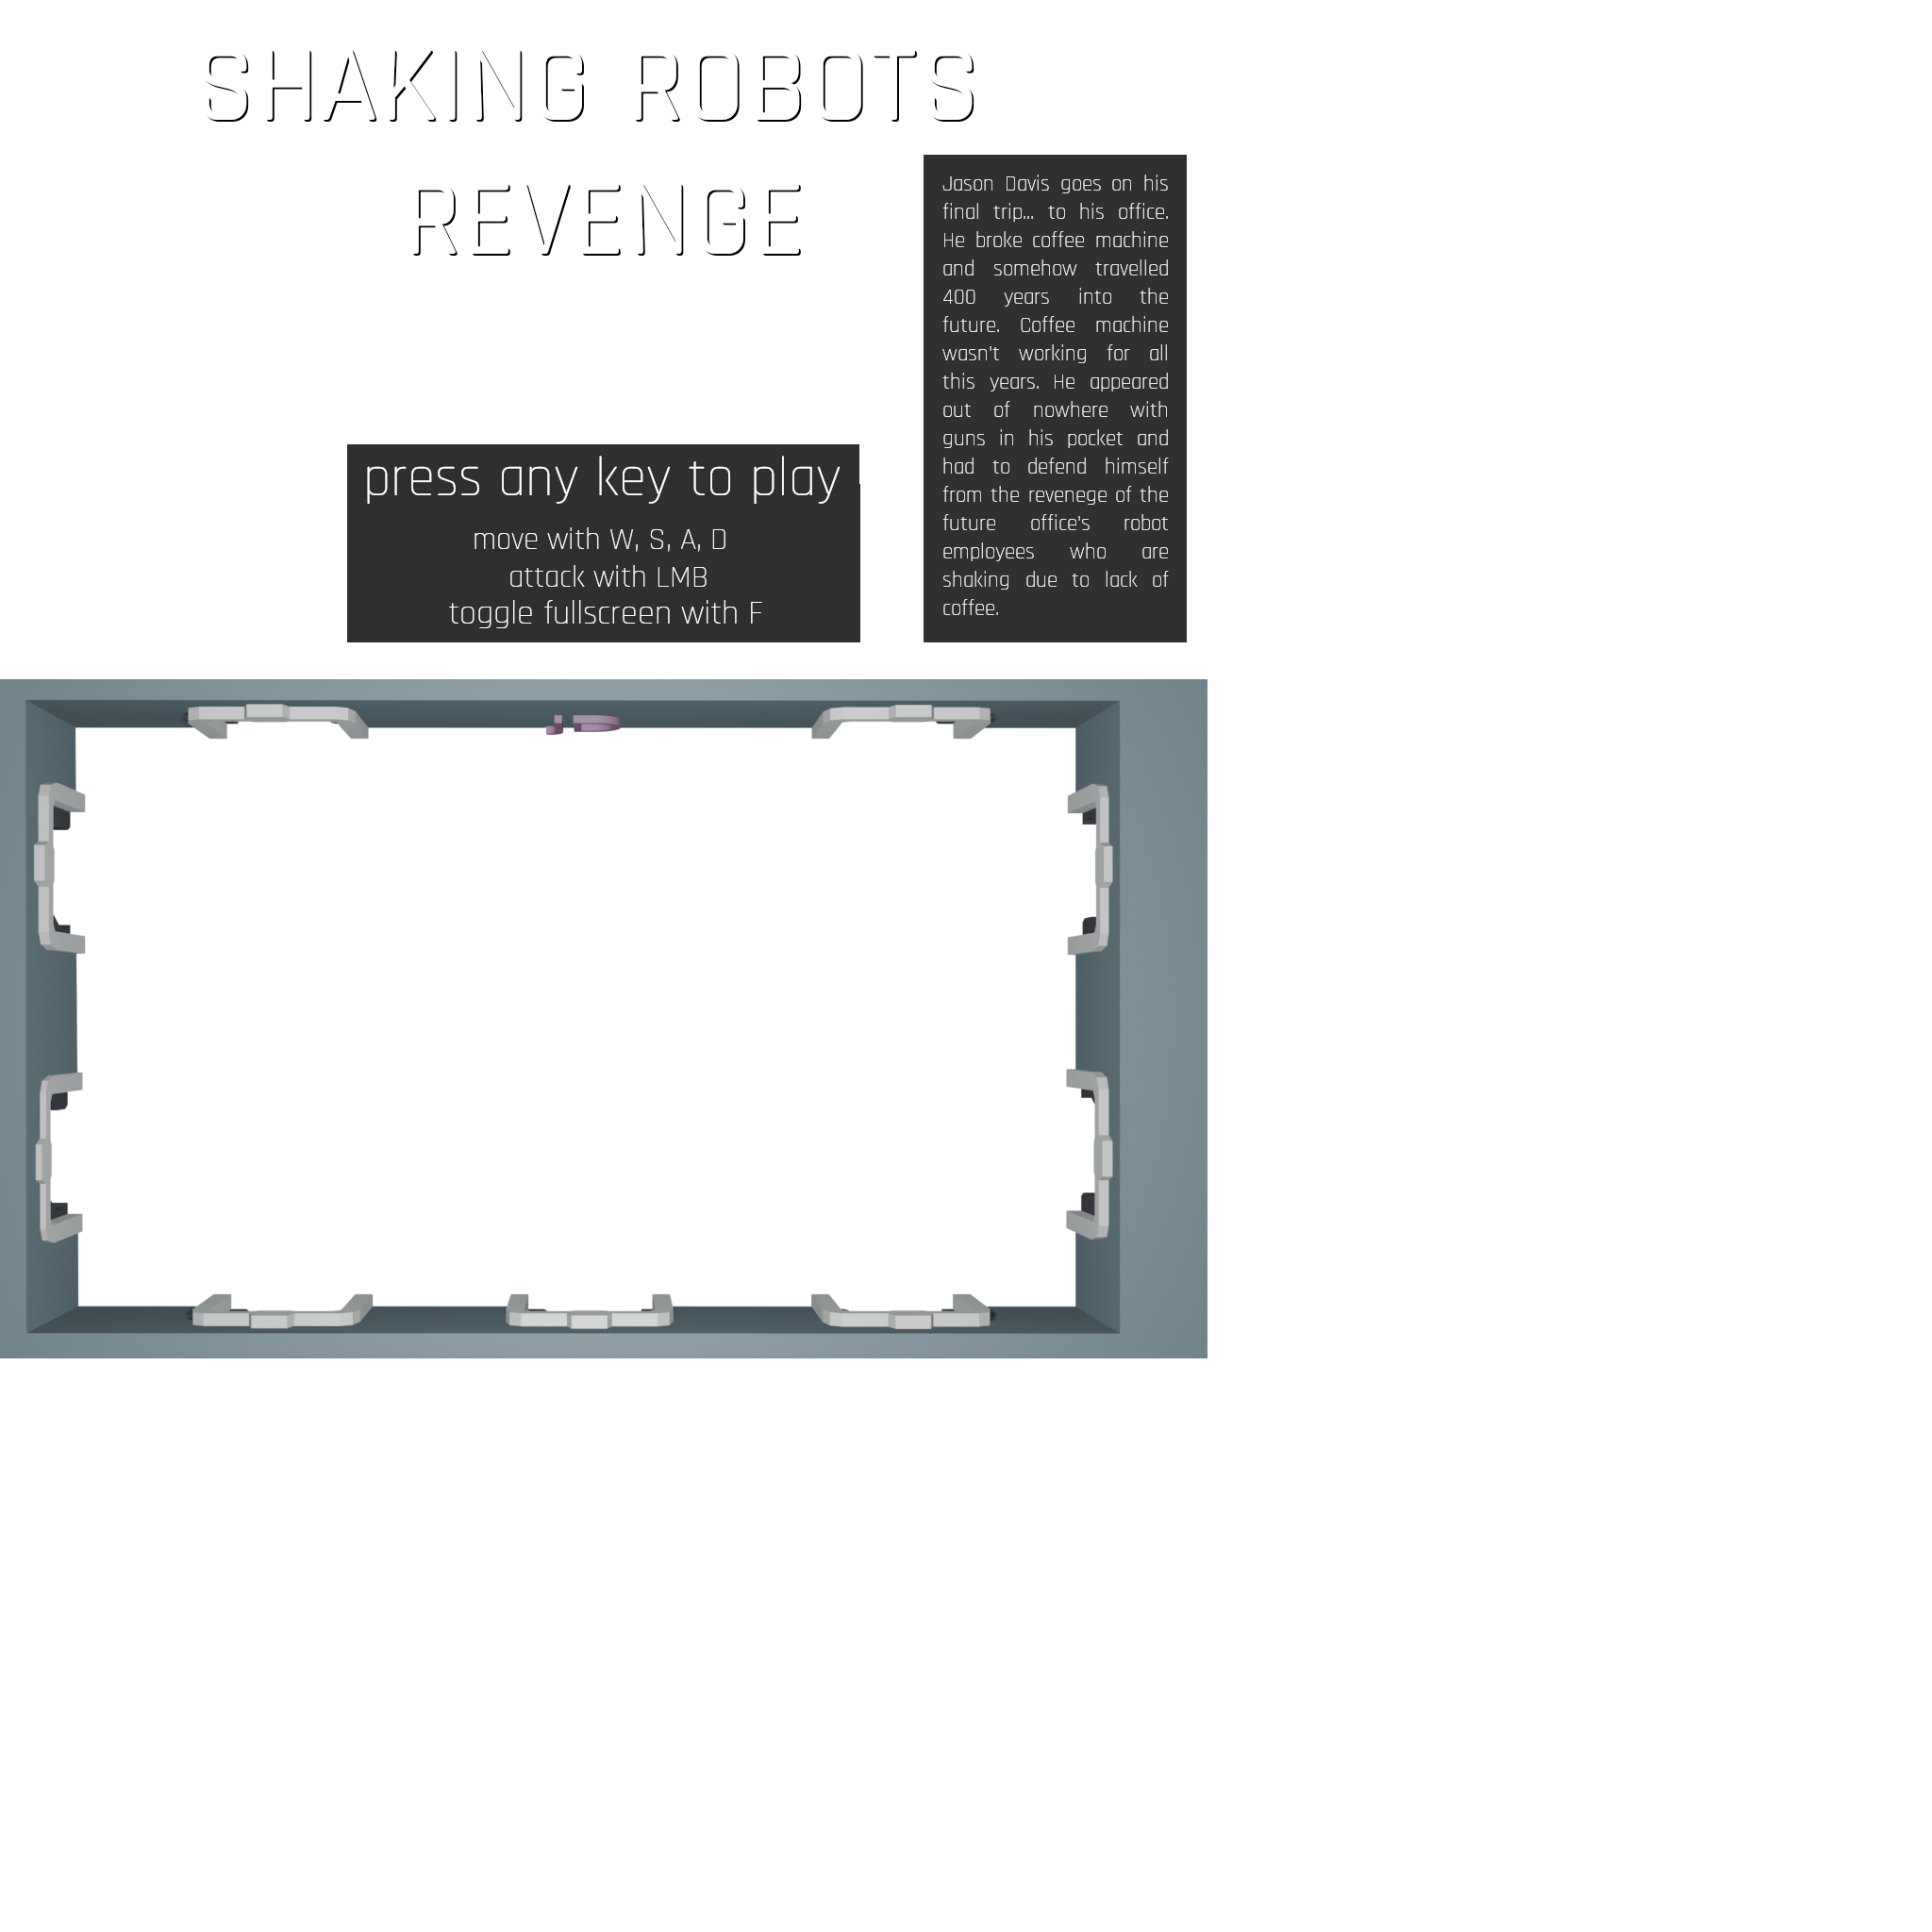 SHAKING ROBOTS
REVENGE
press any key to play
move with W, S, A, D
attack with LMB
toggle fullscreen with F
Jason Davis goes on his
final trip... to his office.
He broke coffee machine
and somehow travelled
400 years into the
future. Coffee machine
wasn't working for all
this years. He appeared
out of nowhere with
guns in his pocket and
had to defend himself
from the revenege of the
future office's robot
employees who are
shaking due to lack of
coffee.